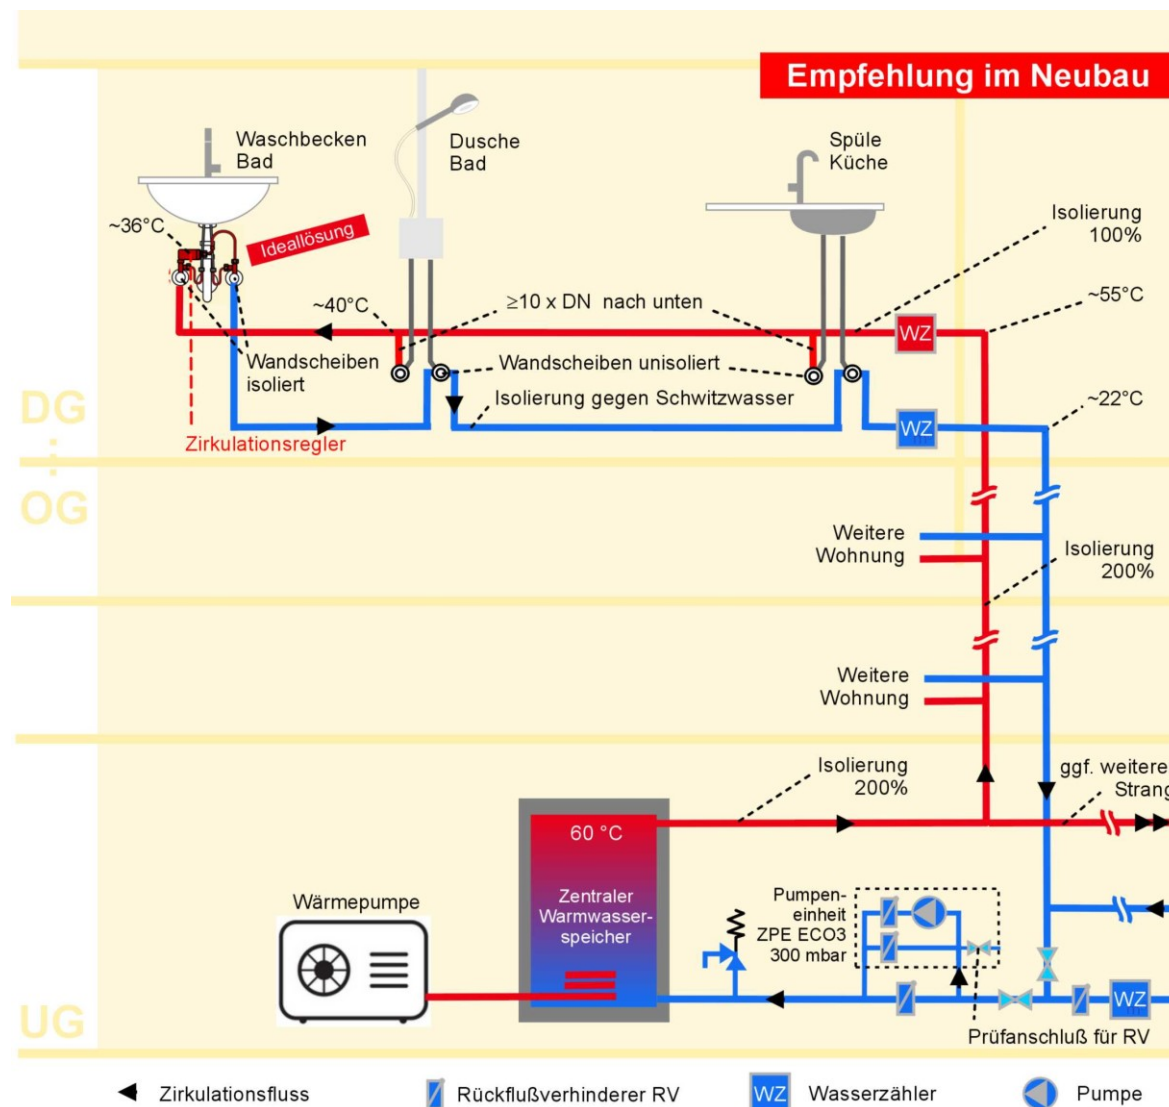 Empfehlung im Neubau
Waschbecken
Bad
Dusche
Bad
Spüle
Küche
~36°C
Ideallösung
Isolierung
100%
~40°C
≥10 x DN nach unten
~55°C
WZ
Wandscheiben
isoliert
Wandscheiben unisoliert
Isolierung gegen Schwitzwasser
~22°C
WZ
Zirkulationsregler
DG
OG
Weitere
Wohnung
Isolierung
200%
Weitere
Wohnung
Isolierung
200%
ggf. weiterer
Strang
60 °C
Zentraler
Warmwasser-
speicher
Wärmepumpe
Pumpen-
einheit
ZPE ECO3
300 mbar
WZ
Prüfanschluß für RV
UG
Zirkulationsfluss
Rückflußverhinderer RV
WZ
Wasserzähler
Pumpe